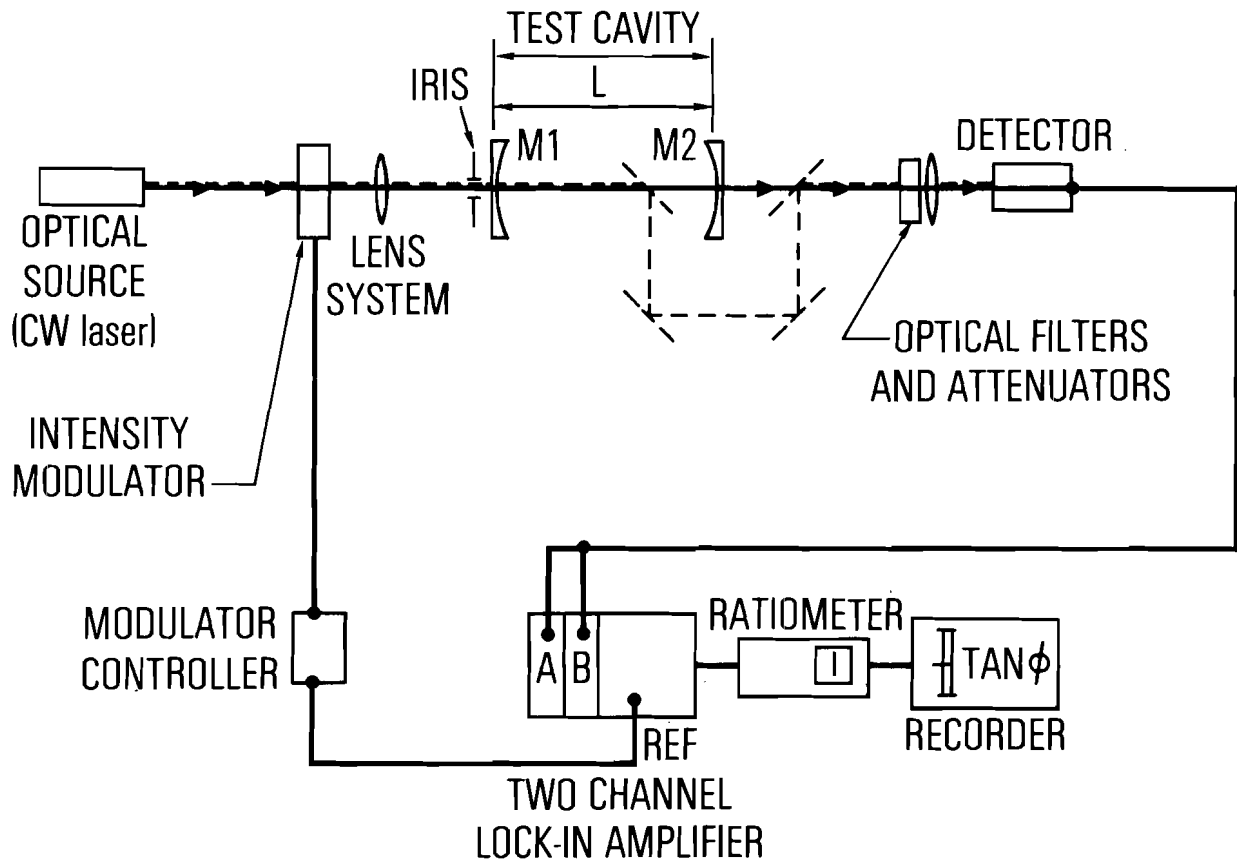 TEST CAVITY
L
IRIS
M1
M2
DETECTOR
OPTICAL
SOURCE
(CW laser)
LENS
SYSTEM
OPTICAL FILTERS
AND ATTENUATORS
INTENSITY
MODULATOR
MODULATOR
CONTROLLER
A
B
REF
TWO CHANNEL
LOCK-IN AMPLIFIER
RATIOMETER
I
TAN ϕ
RECORDER